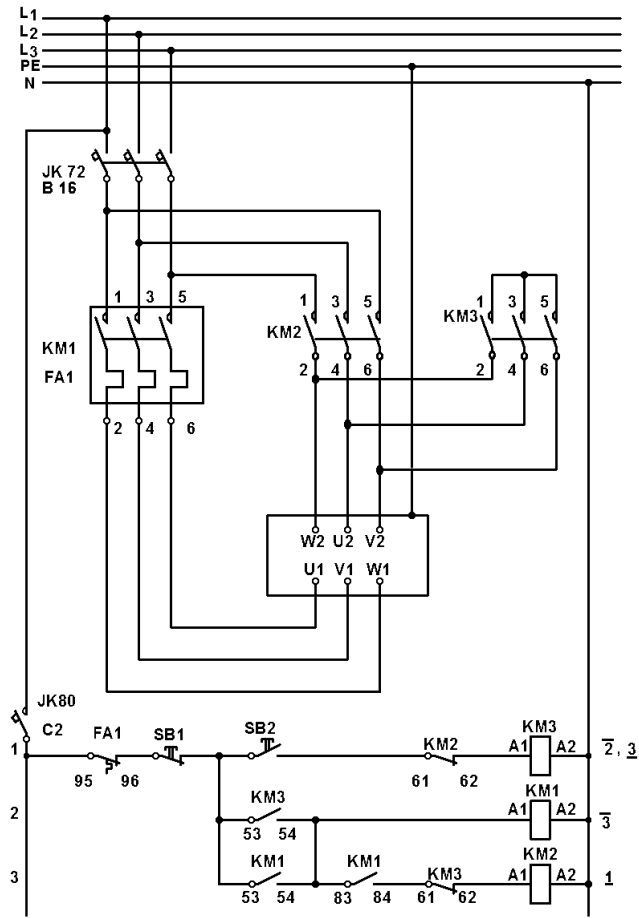 L1
L2
L3
PE
N
JK 72
B 16
1 3 5
KM1
FA1
2 4 6
1 3 5
KM2
2 4 6
1 3 5
KM3
2 4 6
W2 U2 V2
U1 V1 W1
JK80
C2
1
FA1
95 96
SB1
SB2
KM2
61 62
KM3
A1 A2
2, 3
2
KM3
53 54
KM1
A1 A2
3
3
KM1
53 54
KM1
83 84
KM3
61 62
KM2
A1 A2
1